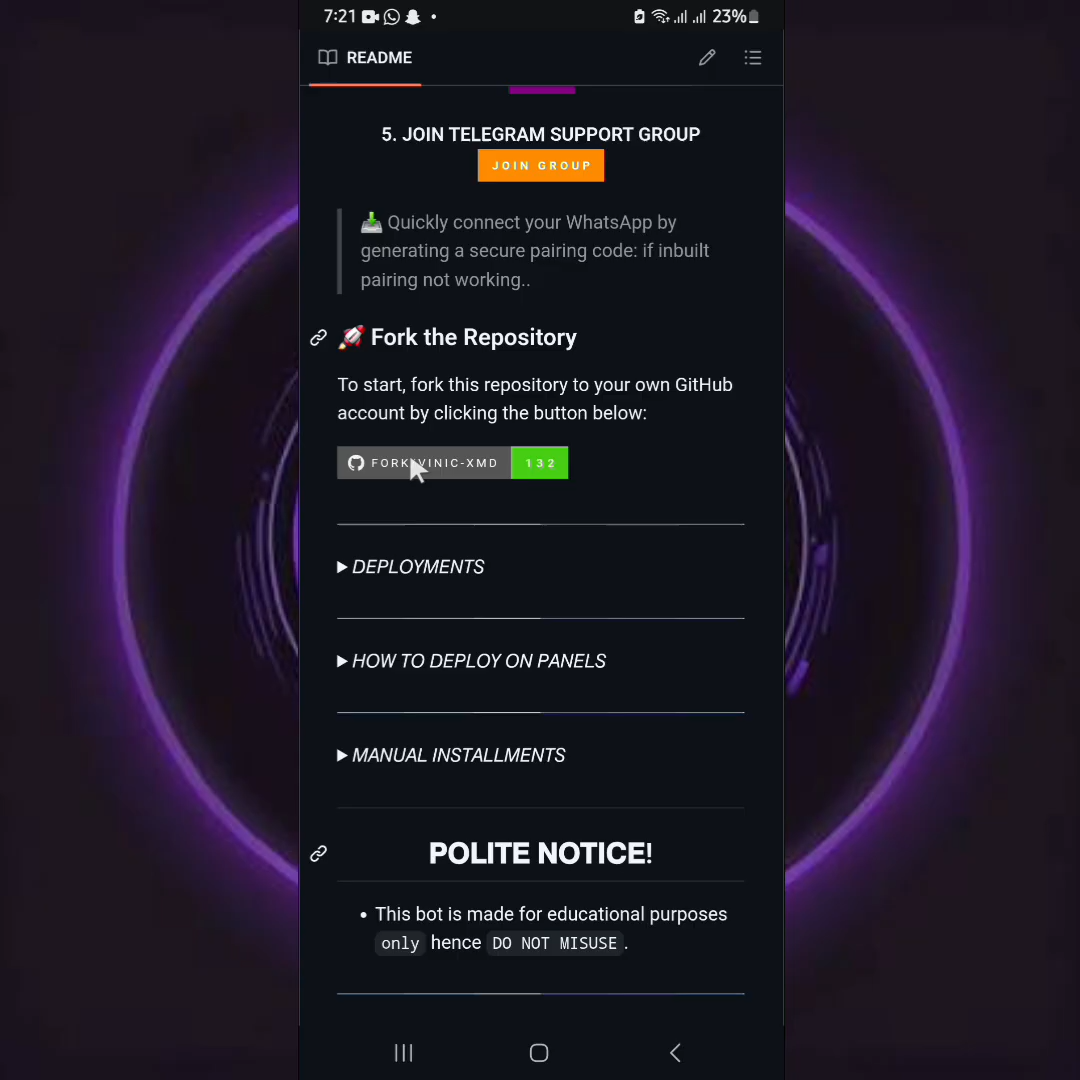 7:21
23%
README
5. JOIN TELEGRAM SUPPORT GROUP
JOIN GROUP
Quickly connect your WhatsApp by
generating a secure pairing code: if inbuilt
pairing not working..
Fork the Repository
To start, fork this repository to your own GitHub
account by clicking the button below:
FORK VINIC-XMD 132
DEPLOYMENTS
HOW TO DEPLOY ON PANELS
MANUAL INSTALLMENTS
POLITE NOTICE!
• This bot is made for educational purposes
only hence DO NOT MISUSE.